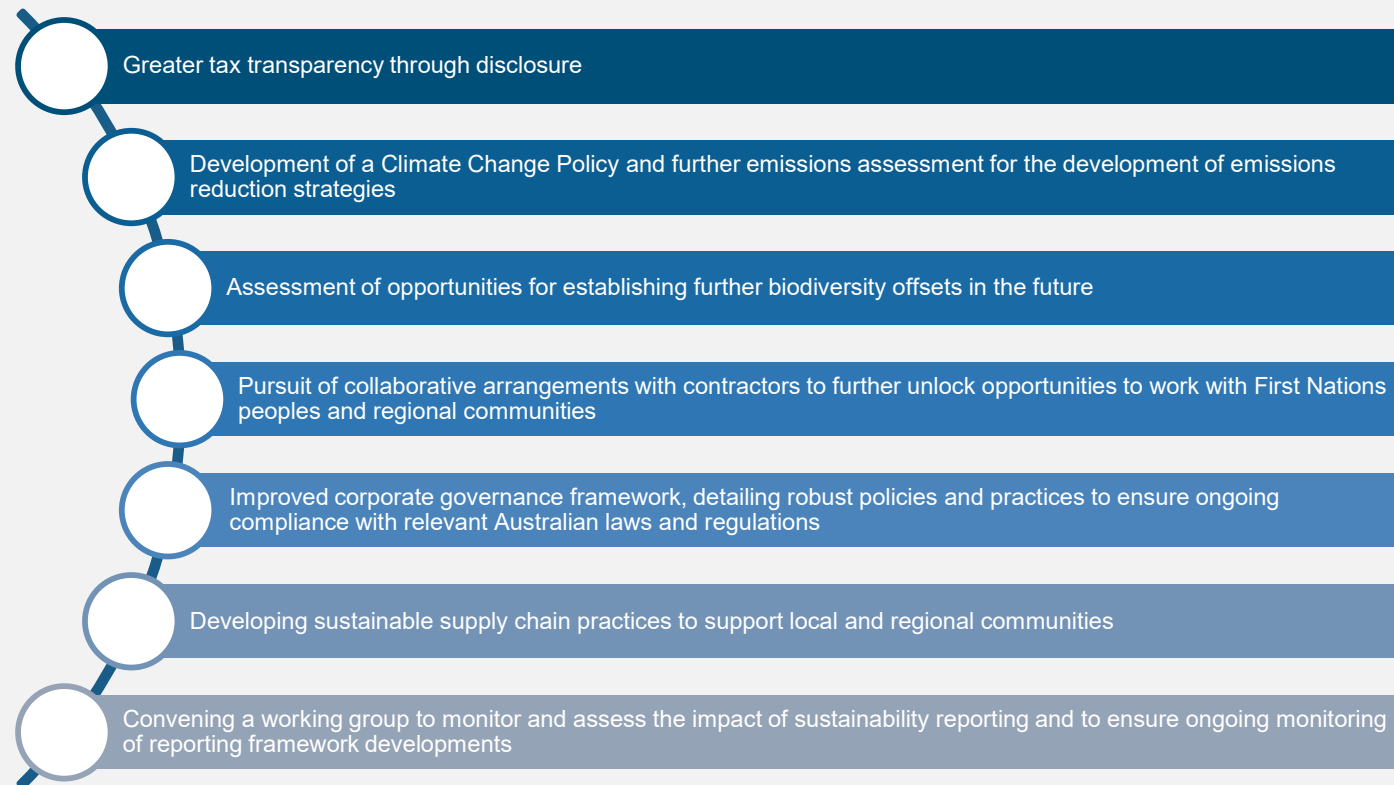 Greater tax transparency through disclosure
Development of a Climate Change Policy and further emissions assessment for the development of emissions
reduction strategies
Assessment of opportunities for establishing further biodiversity offsets in the future
Pursuit of collaborative arrangements with contractors to further unlock opportunities to work with First Nations
peoples and regional communities
Improved corporate governance framework, detailing robust policies and practices to ensure ongoing
compliance with relevant Australian laws and regulations
Developing sustainable supply chain practices to support local and regional communities
Convening a working group to monitor and assess the impact of sustainability reporting and to ensure ongoing monitoring
of reporting framework developments